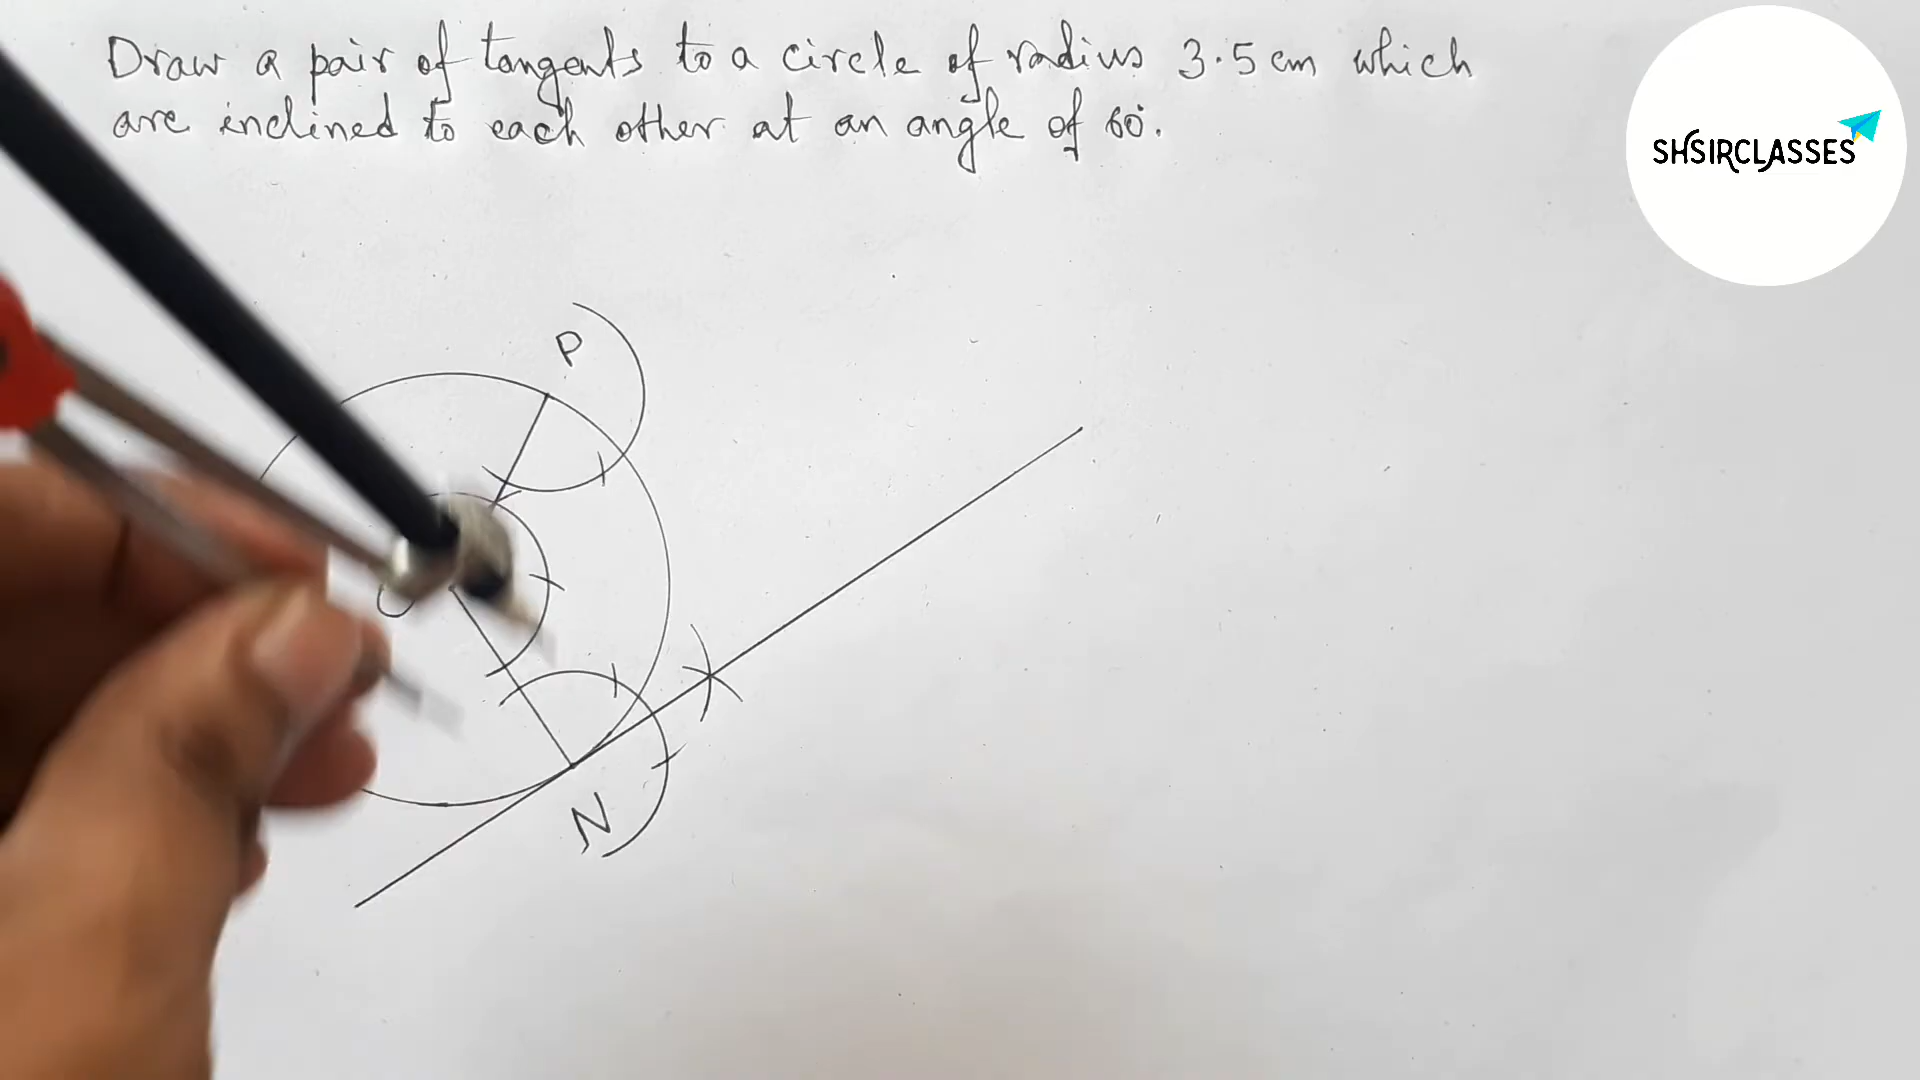 Draw a pair of tangents to a circle of radius 3.5 cm which
are inclined to each other at an angle of 60°.
SHSIRCLASSES
P
O
N